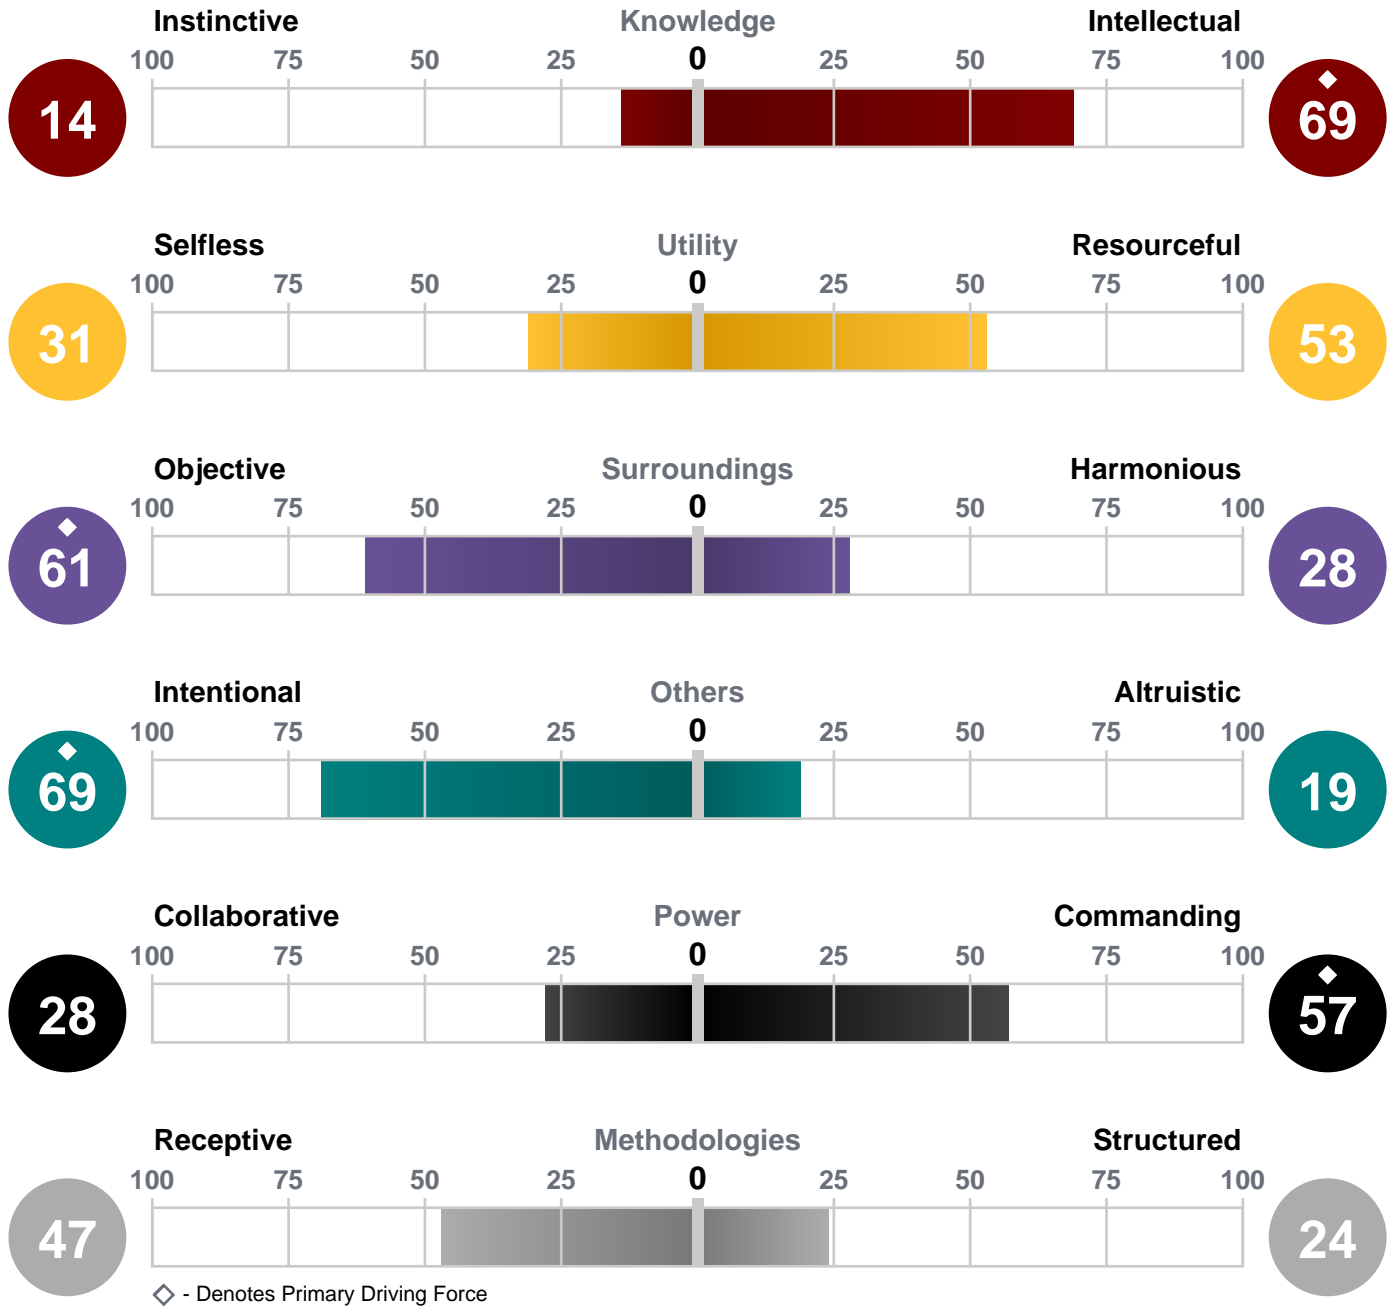 Instinctive Knowledge Intellectual
100 75 50 25 0 25 50 75 100
14 69
Selfless Utility Resourceful
100 75 50 25 0 25 50 75 100
31 53
Objective Surroundings Harmonious
100 75 50 25 0 25 50 75 100
61 28
Intentional Others Altruistic
100 75 50 25 0 25 50 75 100
69 19
Collaborative Power Commanding
100 75 50 25 0 25 50 75 100
28 57
Receptive Methodologies Structured
100 75 50 25 0 25 50 75 100
47 24
- Denotes Primary Driving Force